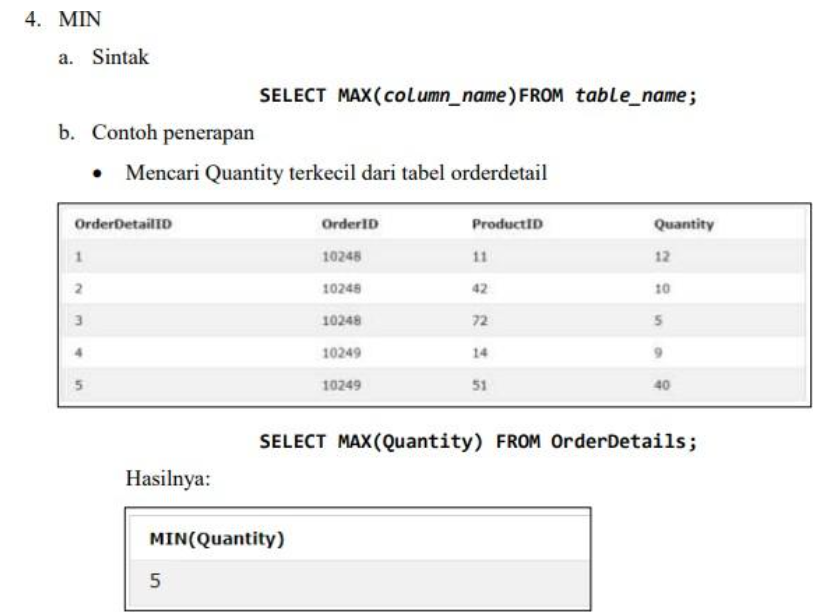 4. MIN
a. Sintak
SELECT MAX(column_name)FROM table_name;
b. Contoh penerapan
• Mencari Quantity terkecil dari tabel orderdetail
OrderDetailID OrderID ProductID Quantity
1 10248 11 12
2 10248 42 10
3 10248 72 5
4 10249 14 9
5 10249 51 40
SELECT MAX(Quantity) FROM OrderDetails;
Hasilnya:
MIN(Quantity)
5